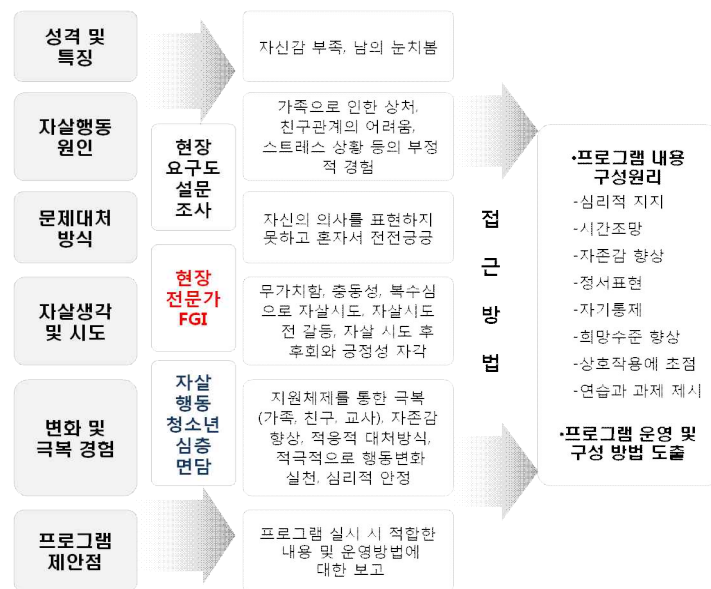 성격 및
특징
자살행동
원인
문제대처
방식
자살생각
및 시도
변화 및
극복 경험
프로그램
제안점
현장
요구도
설문
조사
현장
전문가
FGI
자살
행동
청소년
심층
면담
자신감 부족, 남의 눈치봄
가족으로 인한 상처,
친구관계의 어려움,
스트레스 상황 등의 부정
적 경험
자신의 의사를 표현하지
못하고 혼자서 전전긍긍
무가치함, 충동성, 복수심
으로 자살시도, 자살시도
전 갈등, 자살 시도 후
후회와 긍정성 자각
지원체제를 통한 극복
(가족, 친구, 교사), 자존감
향상, 적응적 대처방식,
적극적으로 행동변화
실천, 심리적 안정
프로그램 실시 시 적합한
내용 및 운영방법에
대한 보고
접
근
방
법
•프로그램 내용
구성원리
-심리적 지지
-시간조망
-자존감 향상
-정서표현
-자기통제
-희망수준 향상
-상호작용에 초점
-연습과 과제 제시
•프로그램 운영 및
구성 방법 도출